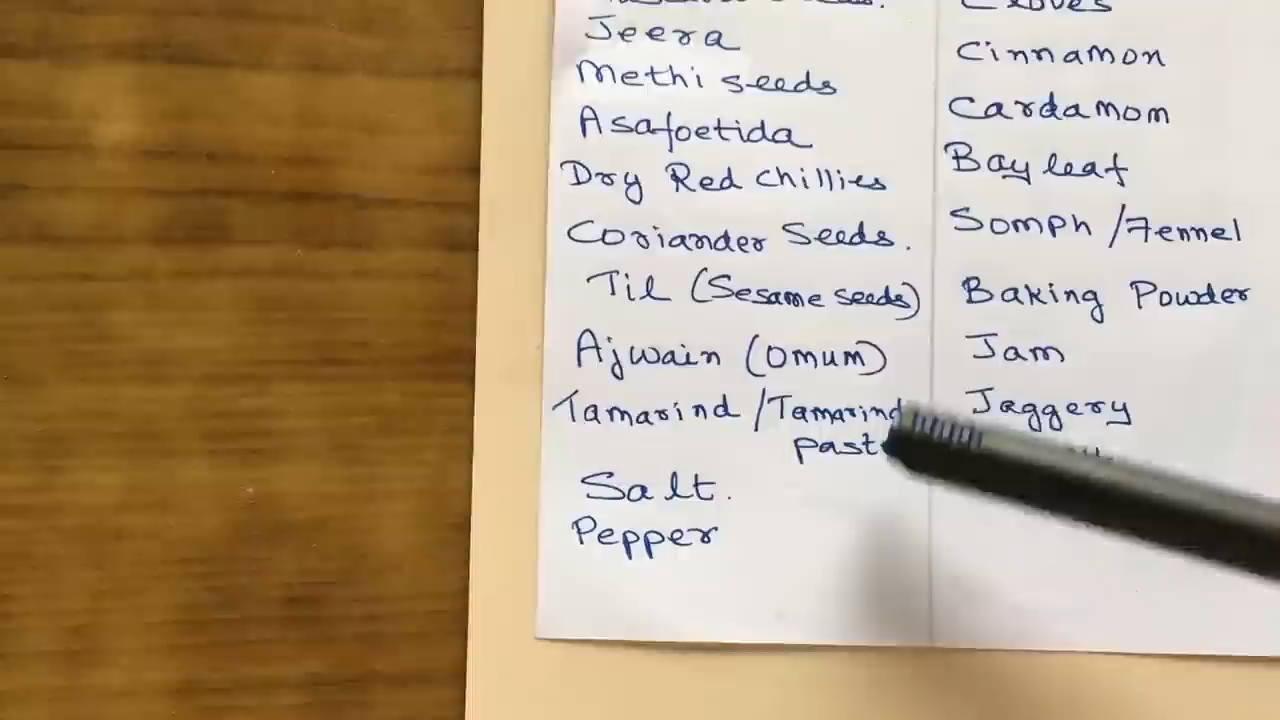 Jeera
Methi seeds
Asafoetida
Dry Red chillies
Coriander Seeds.
Til (Sesame seeds)
Ajwain (Omum)
Tamarind / Tamarind
Salt.
Pepper
Cloves
Cinnamon
Cardamom
Bay leaf
Somph / Fennel
Baking Powder
Jam
Jaggery